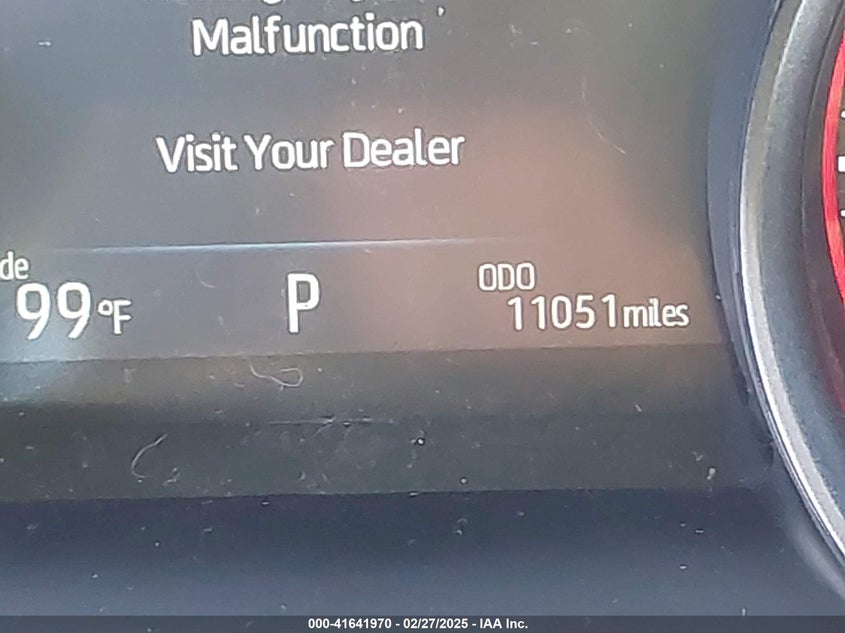 Malfunction
Visit Your Dealer
de
99°F
P
ODO
11051miles
000-41641970 - 02/27/2025 - IAA Inc.